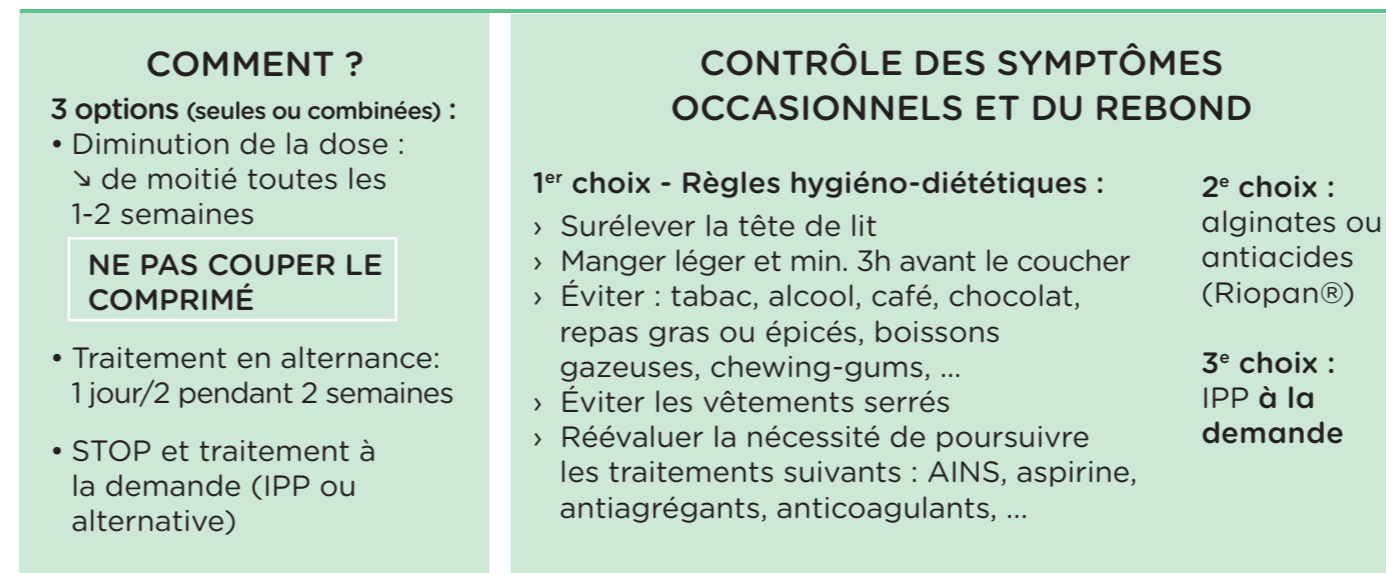 COMMENT ?
3 options (seules ou combinées) :
• Diminution de la dose :
↘ de moitié toutes les
1-2 semaines
NE PAS COUPER LE
COMPRIMÉ
• Traitement en alternance:
1 jour/2 pendant 2 semaines
• STOP et traitement à
la demande (IPP ou
alternative)
CONTRÔLE DES SYMPTÔMES
OCCASIONNELS ET DU REBOND
1er choix - Règles hygiéno-diététiques :
› Surélever la tête de lit
› Manger léger et min. 3h avant le coucher
› Éviter : tabac, alcool, café, chocolat,
repas gras ou épicés, boissons
gazeuses, chewing-gums, ...
› Éviter les vêtements serrés
› Réévaluer la nécessité de poursuivre
les traitements suivants : AINS, aspirine,
antiagrégants, anticoagulants, ...
2e choix :
alginates ou
antiacides
(Riopan®)
3e choix :
IPP à la
demande